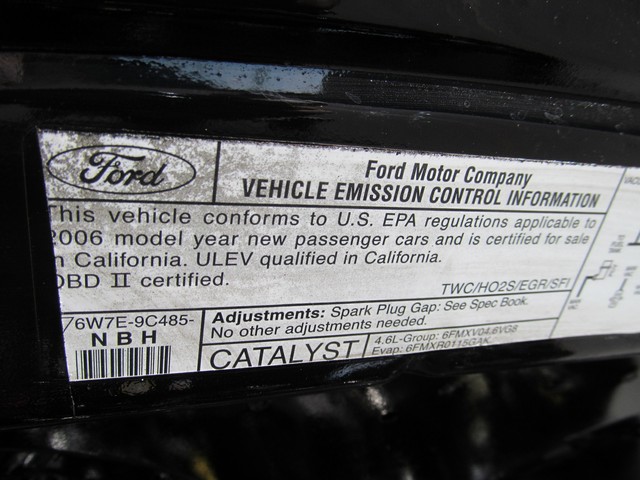 Ford
Ford Motor Company
VEHICLE EMISSION CONTROL INFORMATION
This vehicle conforms to U.S. EPA regulations applicable to
2006 model year new passenger cars and is certified for sale
in California. ULEV qualified in California.
OBD II certified.
TWC/HO2S/EGR/SFI
76W7E-9C485-
NBH
Adjustments: Spark Plug Gap: See Spec Book.
No other adjustments needed.
CATALYST
4.6L-Group: 6FMXV04.6VG8
Evap: 6FMXR0115GAK